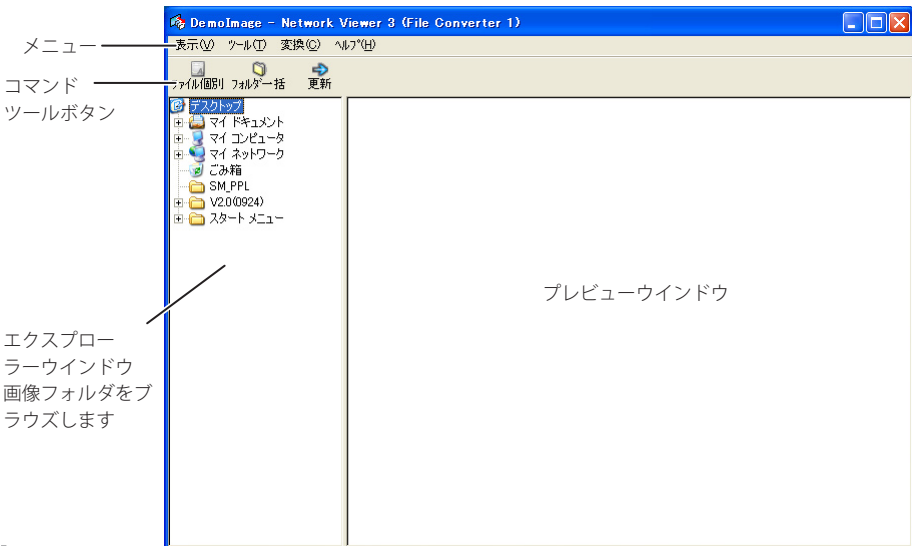 DemoImage - Network Viewer 3 (File Converter 1)
メニュー
表示(V) ツール(T) 変換(C) ヘルプ(H)
コマンド
ツールボタン
ファイル個別 フォルダ一括 更新
デスクトップ
マイ ドキュメント
マイ コンピュータ
マイ ネットワーク
ごみ箱
SM_PPL
V2.0(0924)
スタート メニュー
プレビューウインドウ
エクスプロー
ラーウインドウ
画像フォルダをブ
ラウズします